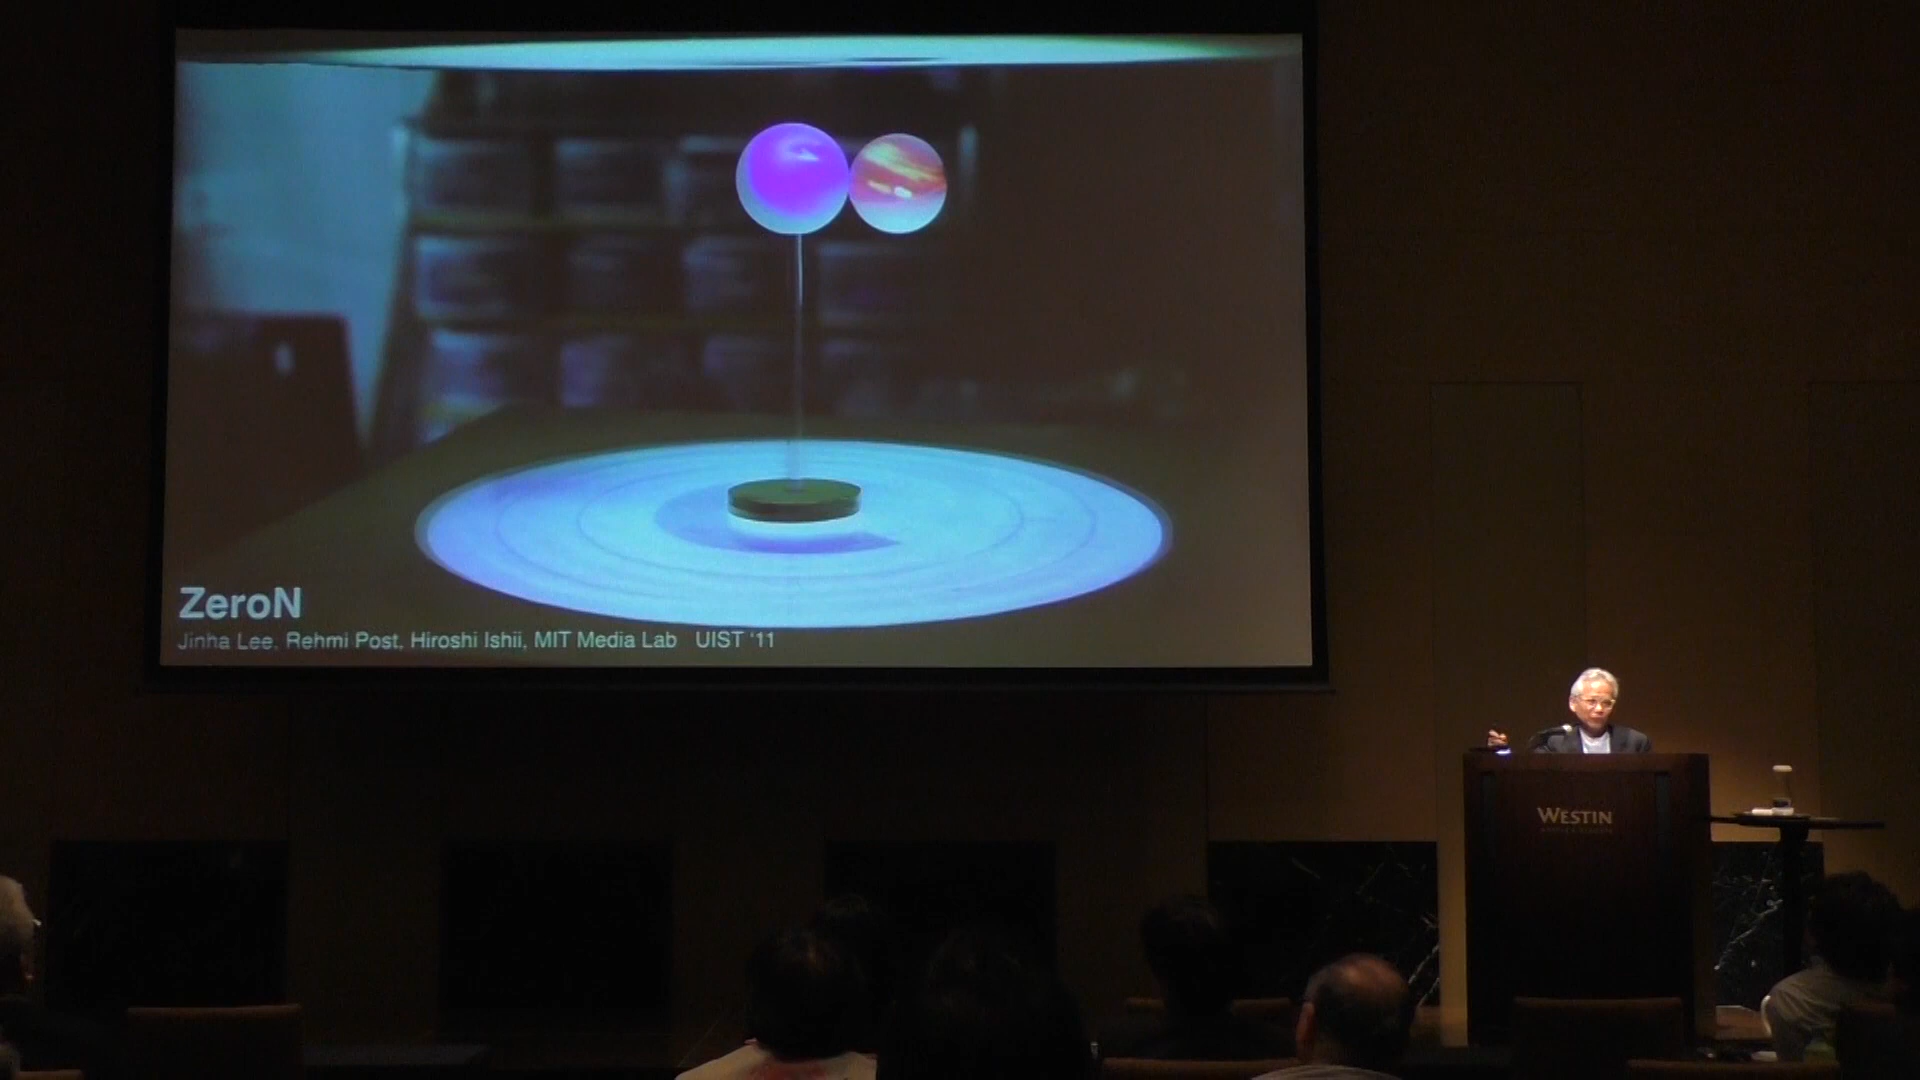 ZeroN
Jinha Lee, Rehmi Post, Hiroshi Ishii, MIT Media Lab UIST '11
WESTIN